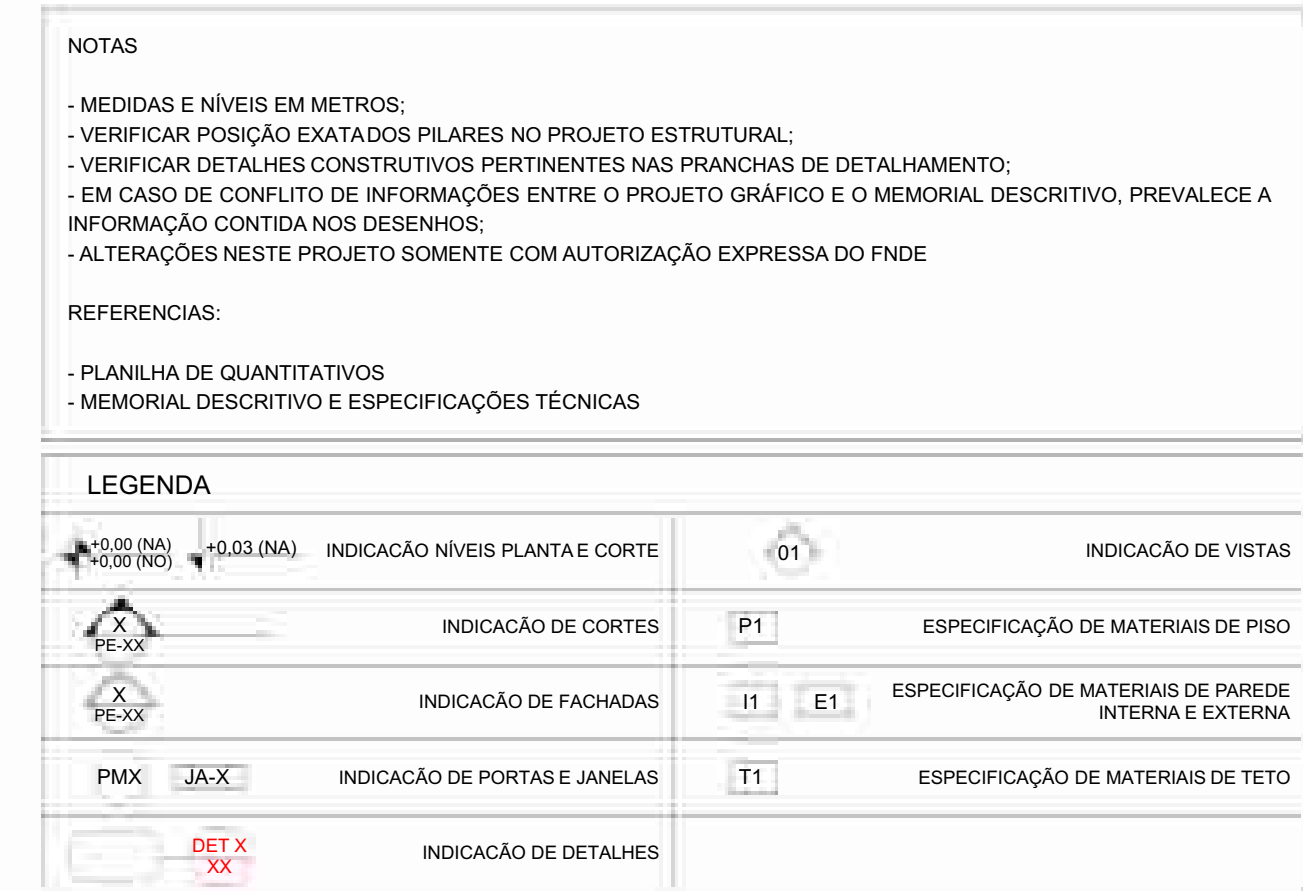 NOTAS
- MEDIDAS E NÍVEIS EM METROS;
- VERIFICAR POSIÇÃO EXATA DOS PILARES NO PROJETO ESTRUTURAL;
- VERIFICAR DETALHES CONSTRUTIVOS PERTINENTES NAS PRANCHAS DE DETALHAMENTO;
- EM CASO DE CONFLITO DE INFORMAÇÕES ENTRE O PROJETO GRÁFICO E O MEMORIAL DESCRITIVO, PREVALECE A
INFORMAÇÃO CONTIDA NOS DESENHOS;
- ALTERAÇÕES NESTE PROJETO SOMENTE COM AUTORIZAÇÃO EXPRESSA DO FNDE
REFERENCIAS:
- PLANILHA DE QUANTITATIVOS
- MEMORIAL DESCRITIVO E ESPECIFICAÇÕES TÉCNICAS
LEGENDA
+0,00 (NA)
+0,00 (NO)
+0,03 (NA)
INDICACÃO NÍVEIS PLANTA E CORTE
01
INDICACÃO DE VISTAS
X
PE-XX
INDICACÃO DE CORTES
P1
ESPECIFICAÇÃO DE MATERIAIS DE PISO
X
PE-XX
INDICACÃO DE FACHADAS
I1
E1
ESPECIFICAÇÃO DE MATERIAIS DE PAREDE
INTERNA E EXTERNA
PMX
JA-X
INDICACÃO DE PORTAS E JANELAS
T1
ESPECIFICAÇÃO DE MATERIAIS DE TETO
DET X
XX
INDICACÃO DE DETALHES